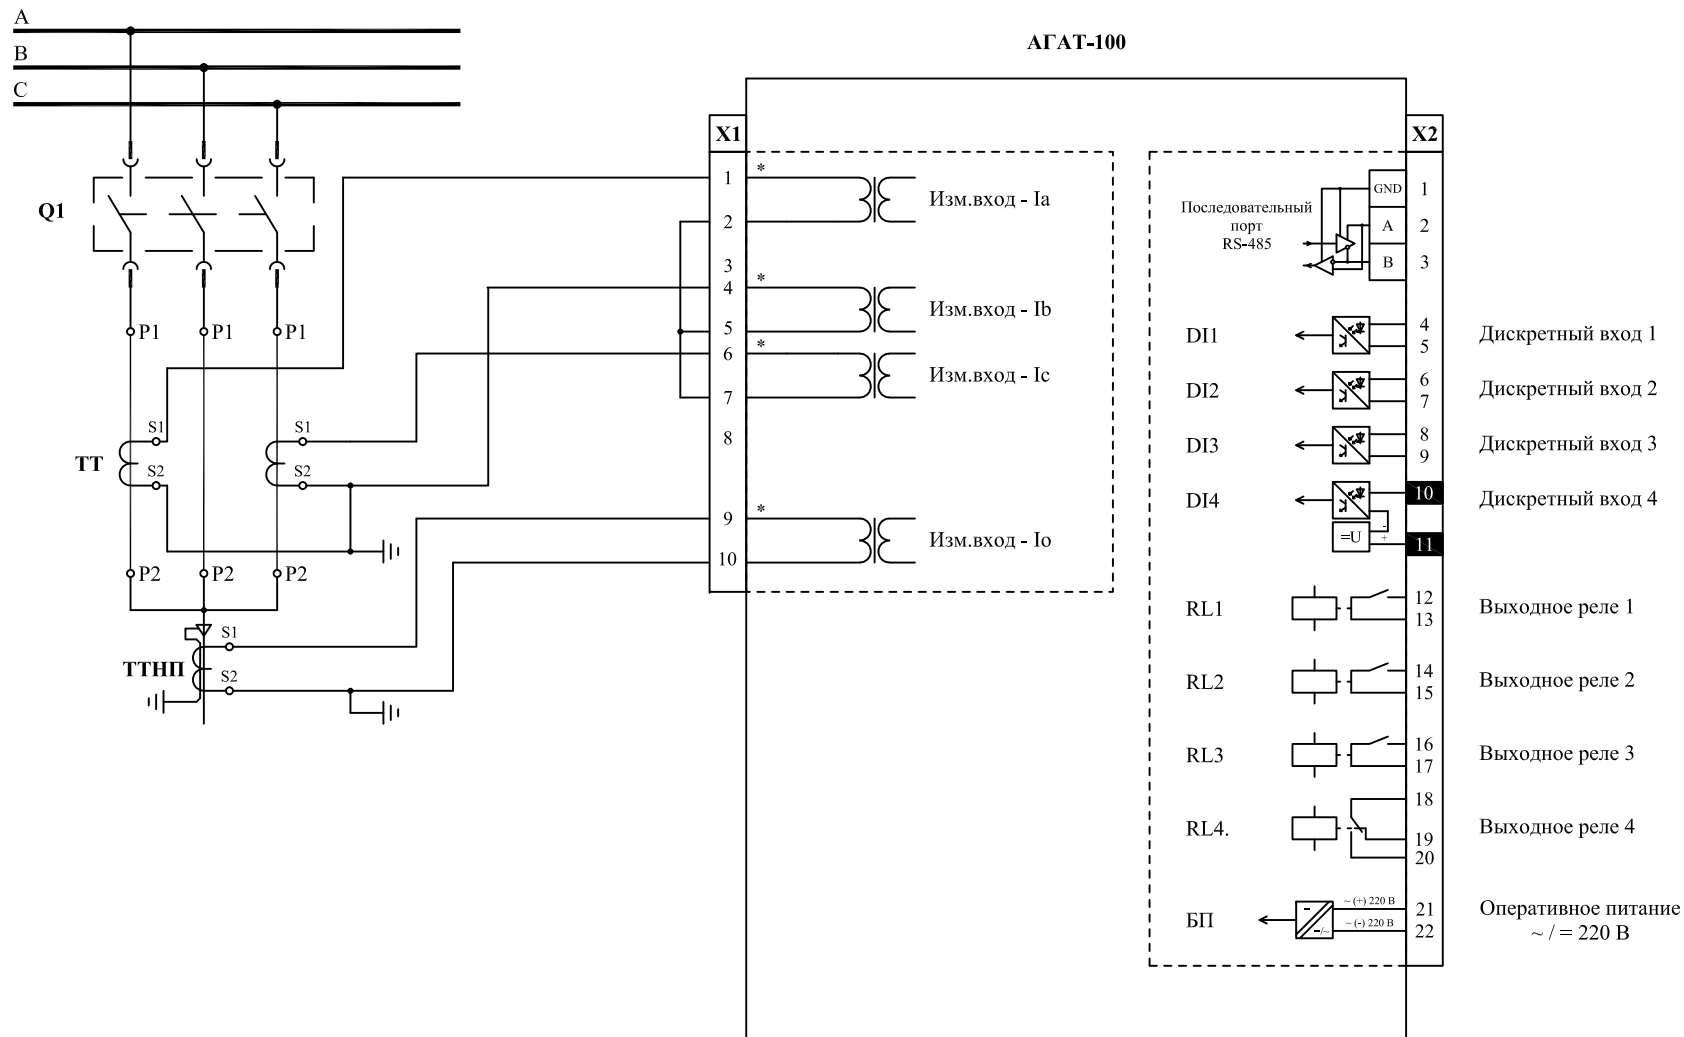 A
B
C
АГАТ-100
X1
X2
Q1
P1
P1
P1
ТТ
S1
S2
S1
S2
P2
P2
P2
ТТНП
S1
S2
1
2
3
4
5
6
7
8
9
10
*
Изм.вход - Ia
*
Изм.вход - Ib
*
Изм.вход - Ic
*
Изм.вход - Io
Последовательный
порт
RS-485
GND
A
B
1
2
3
DI1
4
5
Дискретный вход 1
DI2
6
7
Дискретный вход 2
DI3
8
9
Дискретный вход 3
DI4
=U
-
+
10
11
Дискретный вход 4
RL1
12
13
Выходное реле 1
RL2
14
15
Выходное реле 2
RL3
16
17
Выходное реле 3
RL4.
18
19
20
Выходное реле 4
БП
-
-/~
~ (+) 220 В
~ (-) 220 В
21
22
Оперативное питание
~ / = 220 В